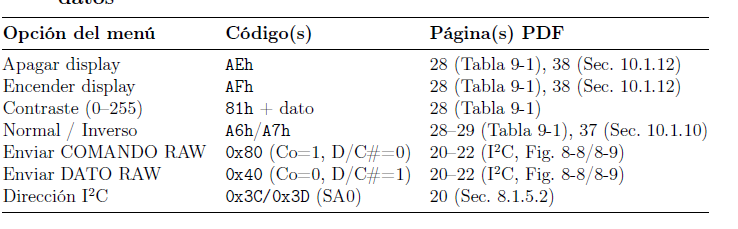 datos
Opción del menú Código(s) Página(s) PDF
Apagar display AEh 28 (Tabla 9-1), 38 (Sec. 10.1.12)
Encender display AFh 28 (Tabla 9-1), 38 (Sec. 10.1.12)
Contraste (0–255) 81h + dato 28 (Tabla 9-1)
Normal / Inverso A6h/A7h 28–29 (Tabla 9-1), 37 (Sec. 10.1.10)
Enviar COMANDO RAW 0x80 (Co=1, D/C#=0) 20–22 (I²C, Fig. 8-8/8-9)
Enviar DATO RAW 0x40 (Co=0, D/C#=1) 20–22 (I²C, Fig. 8-8/8-9)
Dirección I²C 0x3C/0x3D (SA0) 20 (Sec. 8.1.5.2)